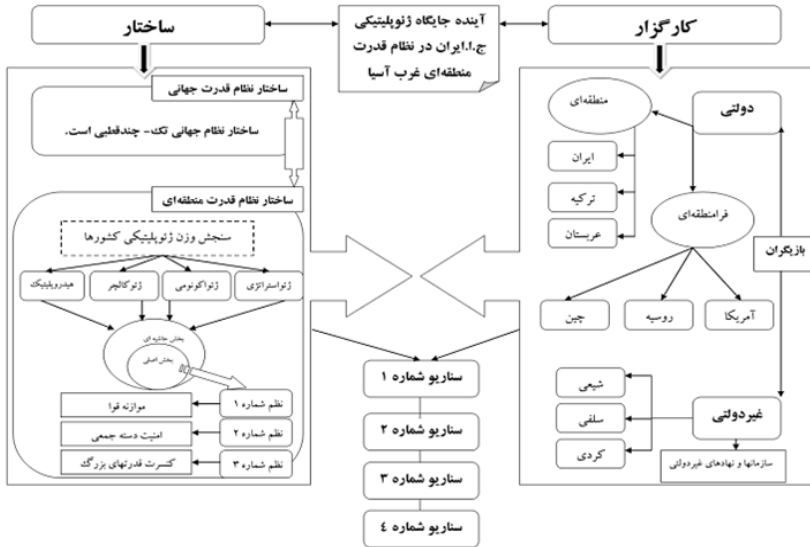 ساختار
آینده جایگاه ژئوپلیتیکی
ج.ا.ایران در نظام قدرت
منطقه‌ای غرب آسیا
کارگزار
ساختار نظام قدرت جهانی
ساختار نظام جهانی تک- چندقطبی است.
ساختار نظام قدرت منطقه‌ای
سنجش وزن ژئوپلیتیکی کشورها
ژئواستراتژی
ژئواکونومی
ژئوکالچر
هیدروپلیتیک
بخش حاشیه ای
بخش اصلی
نظم شماره ۱
موازنه قوا
نظم شماره ۲
امنیت دسته جمعی
نظم شماره ۳
کنسرت قدرتهای بزرگ
سناریو شماره ۱
سناریو شماره ۲
سناریو شماره ۳
سناریو شماره ٤
دولتی
منطقه‌ای
ایران
ترکیه
عربستان
فرامنطقه‌ای
بازیگران
آمریکا
روسیه
چین
غیردولتی
شیعی
سلفی
کردی
سازمانها و نهادهای غیردولتی